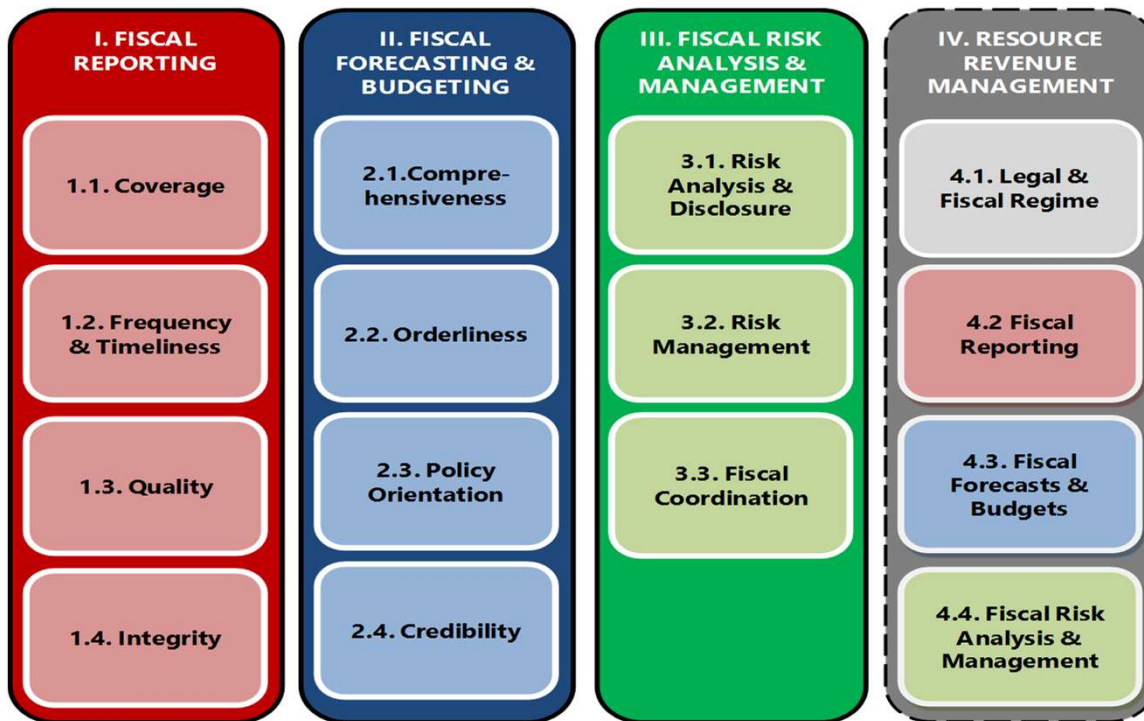 I. FISCAL
REPORTING
1.1. Coverage
1.2. Frequency
& Timeliness
1.3. Quality
1.4. Integrity
II. FISCAL
FORECASTING &
BUDGETING
2.1.Compre-
hensiveness
2.2. Orderliness
2.3. Policy
Orientation
2.4. Credibility
III. FISCAL RISK
ANALYSIS &
MANAGEMENT
3.1. Risk
Analysis &
Disclosure
3.2. Risk
Management
3.3. Fiscal
Coordination
IV. RESOURCE
REVENUE
MANAGEMENT
4.1. Legal &
Fiscal Regime
4.2 Fiscal
Reporting
4.3. Fiscal
Forecasts &
Budgets
4.4. Fiscal Risk
Analysis &
Management